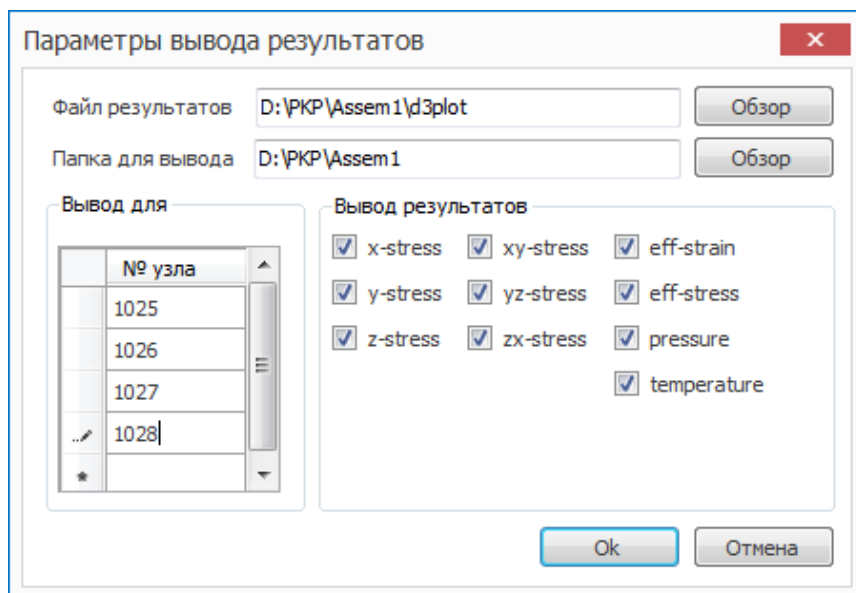 Параметры вывода результатов
Файл результатов D:\PKP\Assem1\d3plot Обзор
Папка для вывода D:\PKP\Assem1 Обзор
Вывод для
№ узла
1025
1026
1027
1028
Вывод результатов
x-stress xy-stress eff-strain
y-stress yz-stress eff-stress
z-stress zx-stress pressure
temperature
Ok Отмена